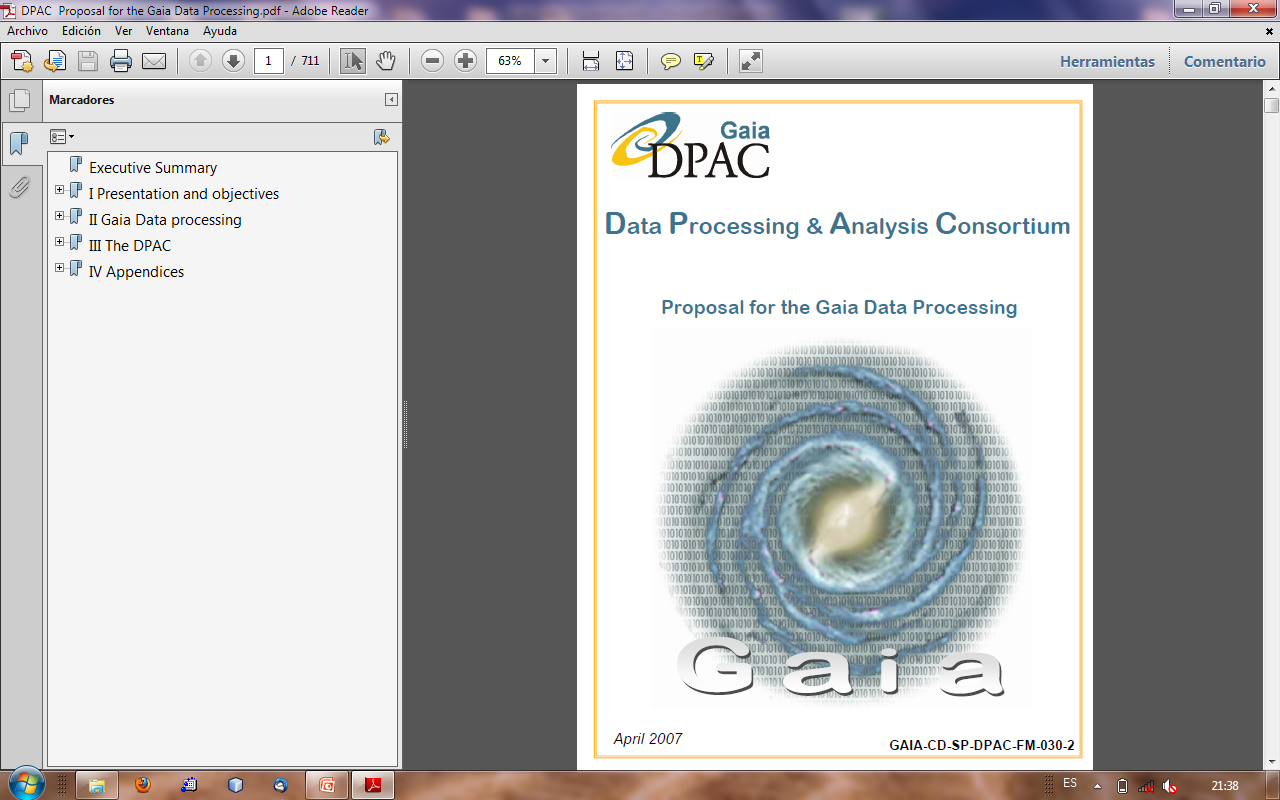 DPAC  Proposal for the Gaia Data Processing.pdf - Adobe Reader
Archivo Edición Ver Ventana Ayuda
1 / 711 63% Herramientas Comentario
Marcadores
Executive Summary
I Presentation and objectives
II Gaia Data processing
III The DPAC
IV Appendices
Gaia
DPAC
Data Processing & Analysis Consortium
Proposal for the Gaia Data Processing
Gaia
April 2007
GAIA-CD-SP-DPAC-FM-030-2
ES 21:38